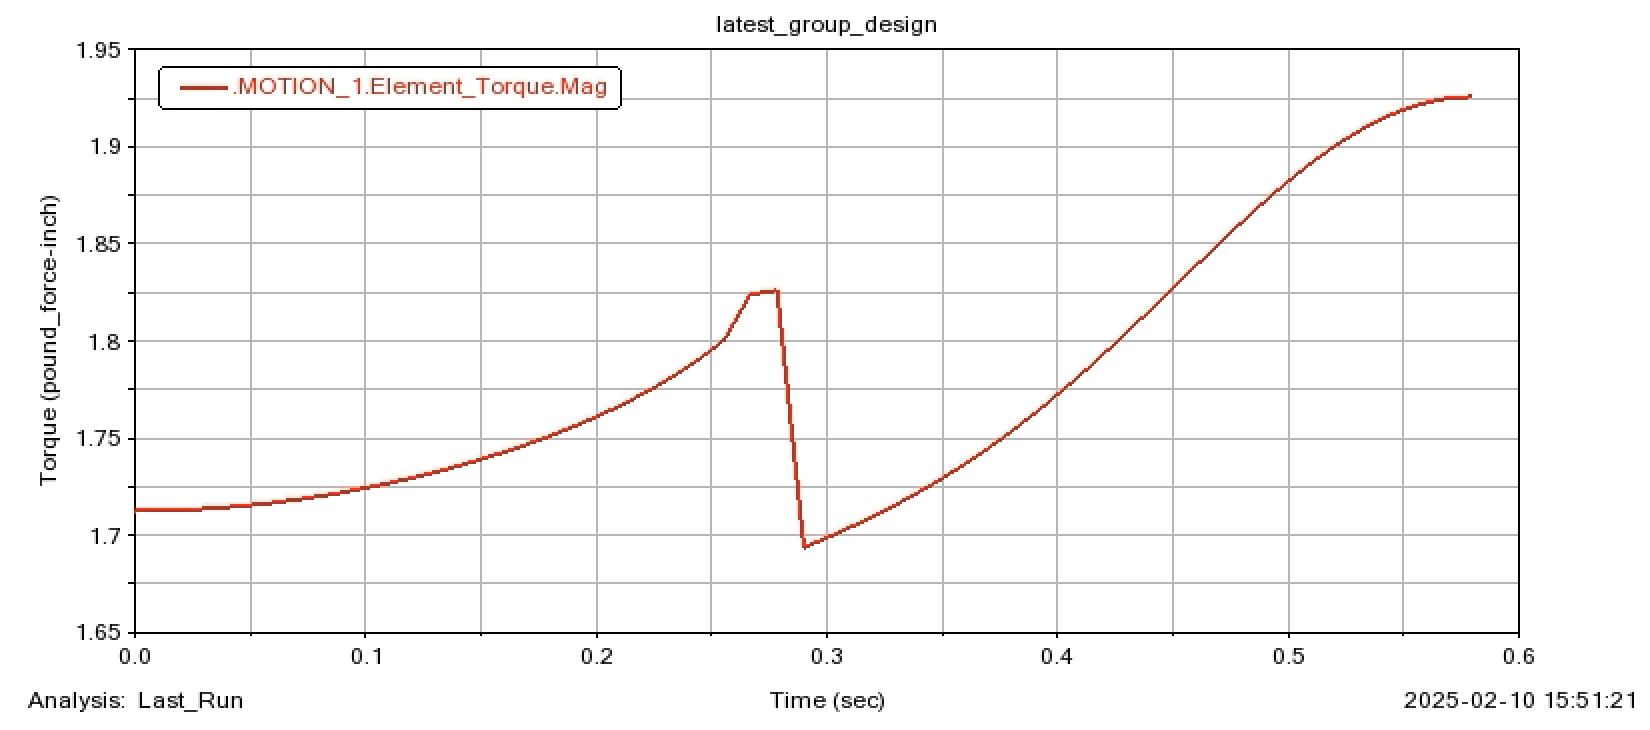 latest_group_design
1.95
.MOTION_1.Element_Torque.Mag
1.9
1.85
1.8
1.75
1.7
1.65
Torque (pound_force-inch)
0.0 0.1 0.2 0.3 0.4 0.5 0.6
Analysis: Last_Run Time (sec) 2025-02-10 15:51:21